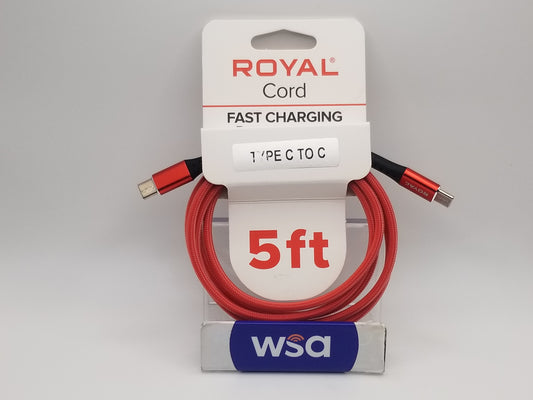 ROYAL®
Cord
FAST CHARGING
TYPE C TO C
ROYAL
5ft
wsa